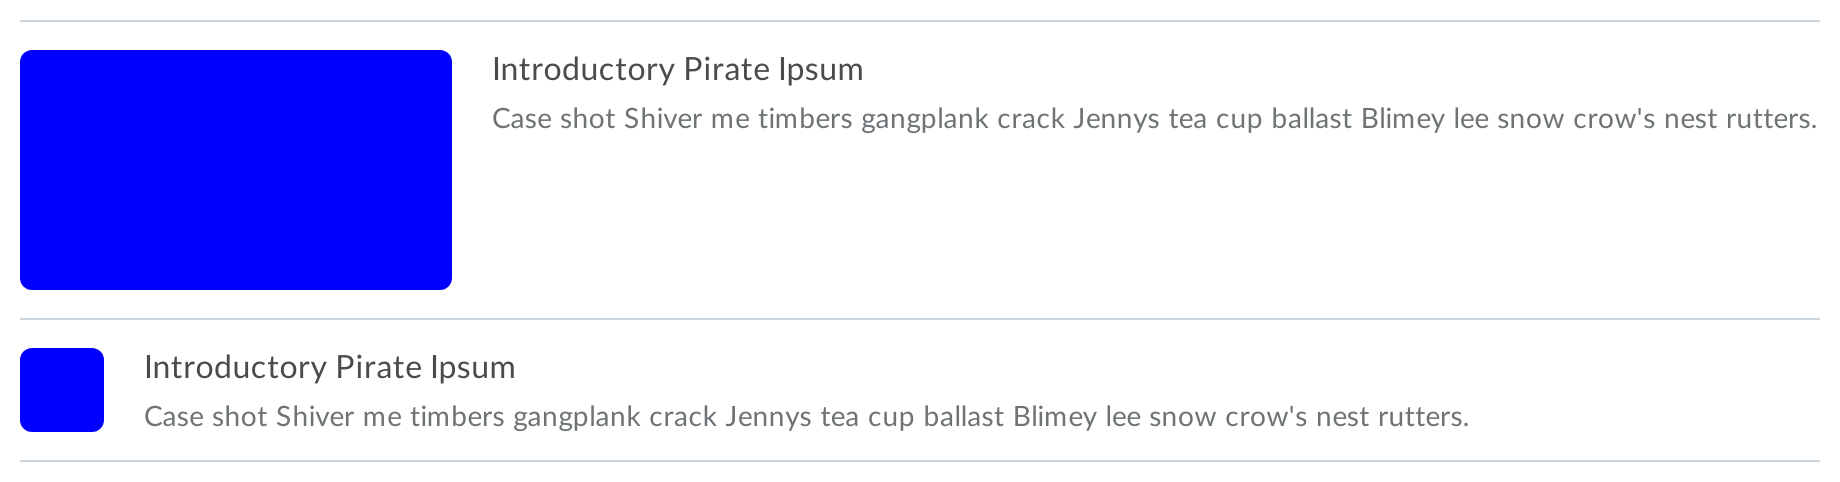 Introductory Pirate Ipsum
Case shot Shiver me timbers gangplank crack Jennys tea cup ballast Blimey lee snow crow's nest rutters.
Introductory Pirate Ipsum
Case shot Shiver me timbers gangplank crack Jennys tea cup ballast Blimey lee snow crow's nest rutters.